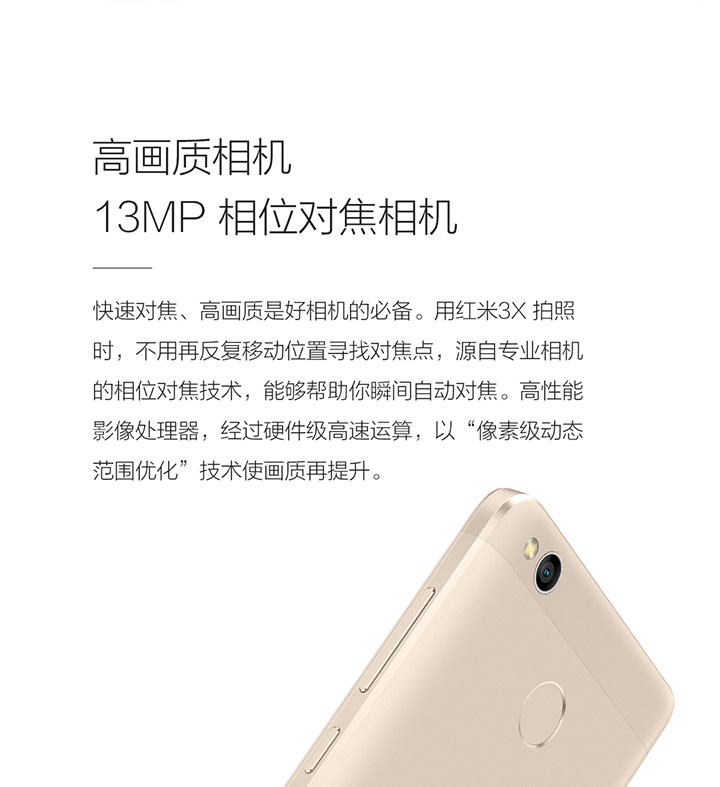 高画质相机
13MP 相位对焦相机
快速对焦、高画质是好相机的必备。用红米3X 拍照
时，不用再反复移动位置寻找对焦点，源自专业相机
的相位对焦技术，能够帮助你瞬间自动对焦。高性能
影像处理器，经过硬件级高速运算，以“像素级动态
范围优化”技术使画质再提升。